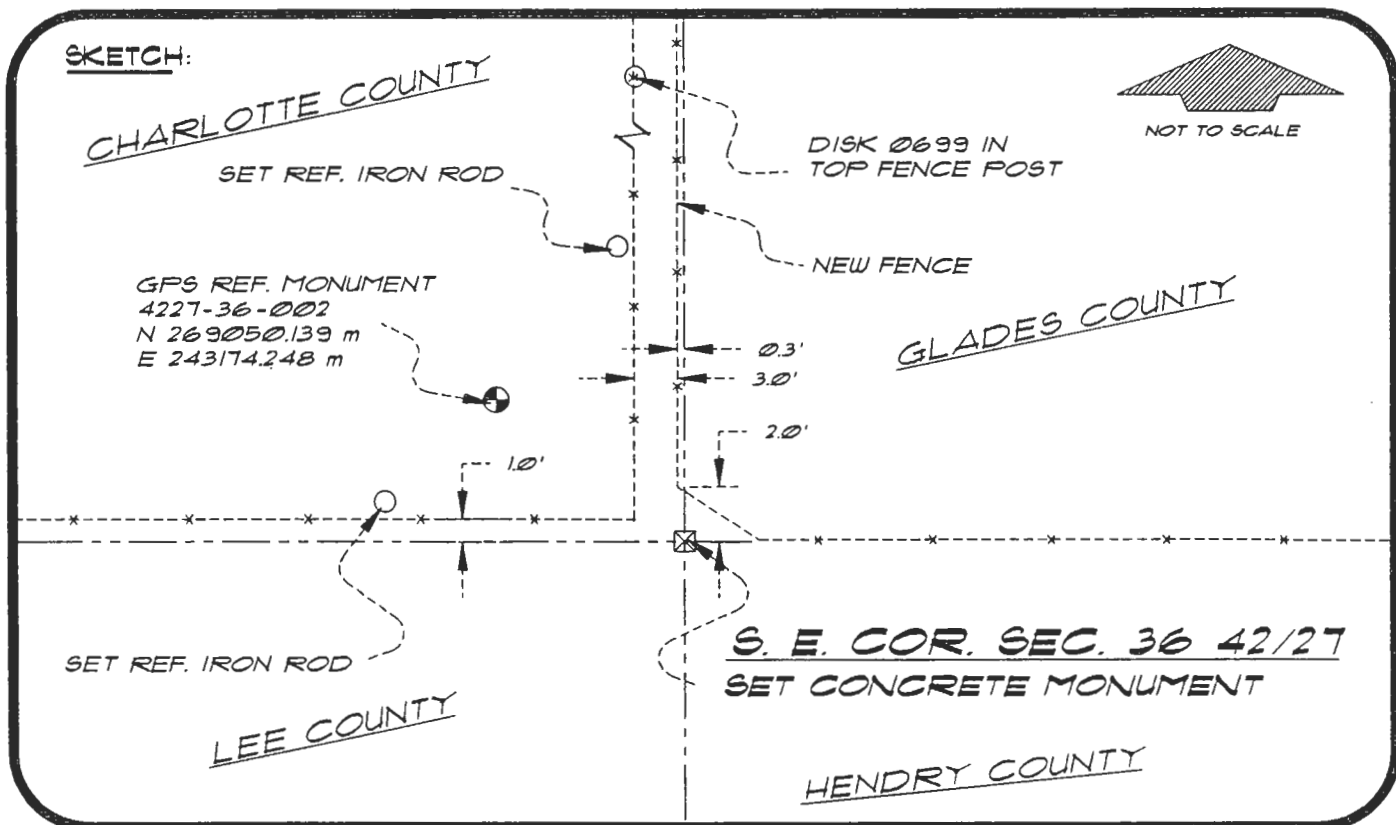 SKETCH:
CHARLOTTE COUNTY
NOT TO SCALE
DISK Ø699 IN
TOP FENCE POST
SET REF. IRON ROD
NEW FENCE
GPS REF. MONUMENT
4227-36-ØØ2
N 269Ø5Ø.139 m
E 243174.248 m
GLADES COUNTY
Ø.3'
3.Ø'
2.Ø'
1.Ø'
S. E. COR. SEC. 36 42/27
SET CONCRETE MONUMENT
SET REF. IRON ROD
LEE COUNTY
HENDRY COUNTY